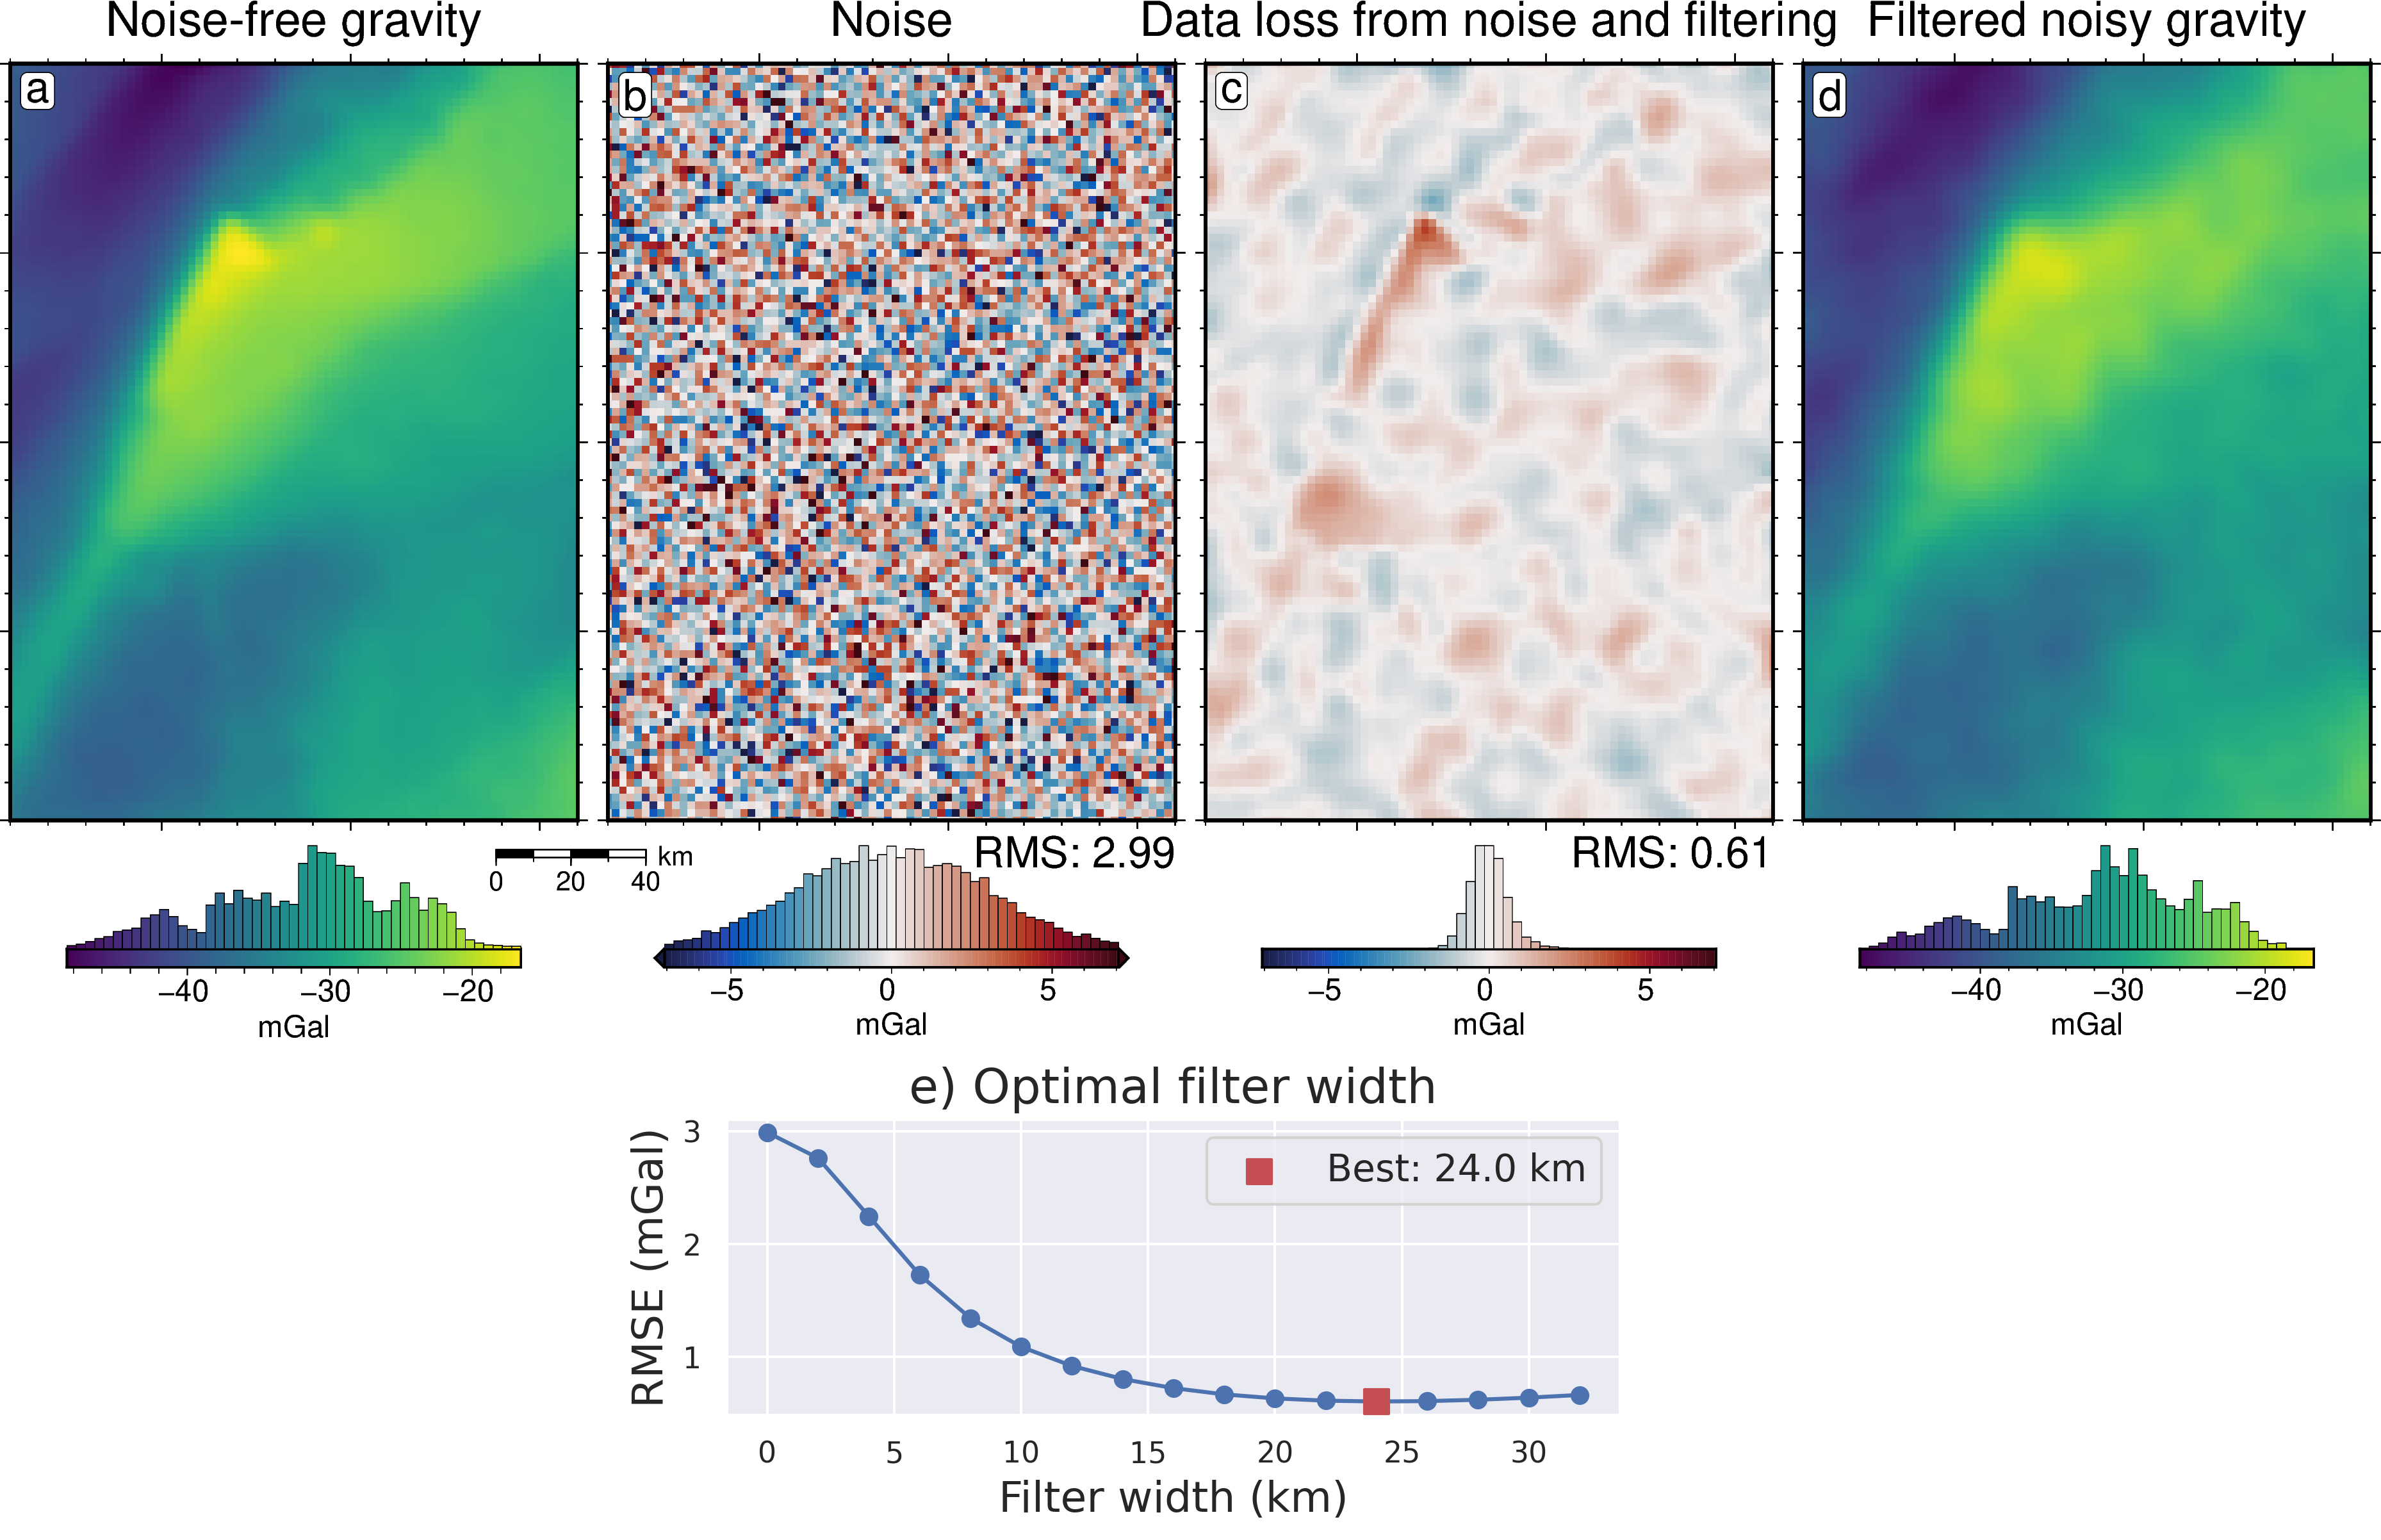 Noise-free gravity
Noise
Data loss from noise and filtering
Filtered noisy gravity
a
b
c
d
RMS: 2.99
RMS: 0.61
km
0 20 40
−40 −30 −20
mGal
−5 0 5
mGal
−5 0 5
mGal
−40 −30 −20
mGal
e) Optimal filter width
RMSE (mGal)
3
2
1
Best: 24.0 km
0 5 10 15 20 25 30
Filter width (km)